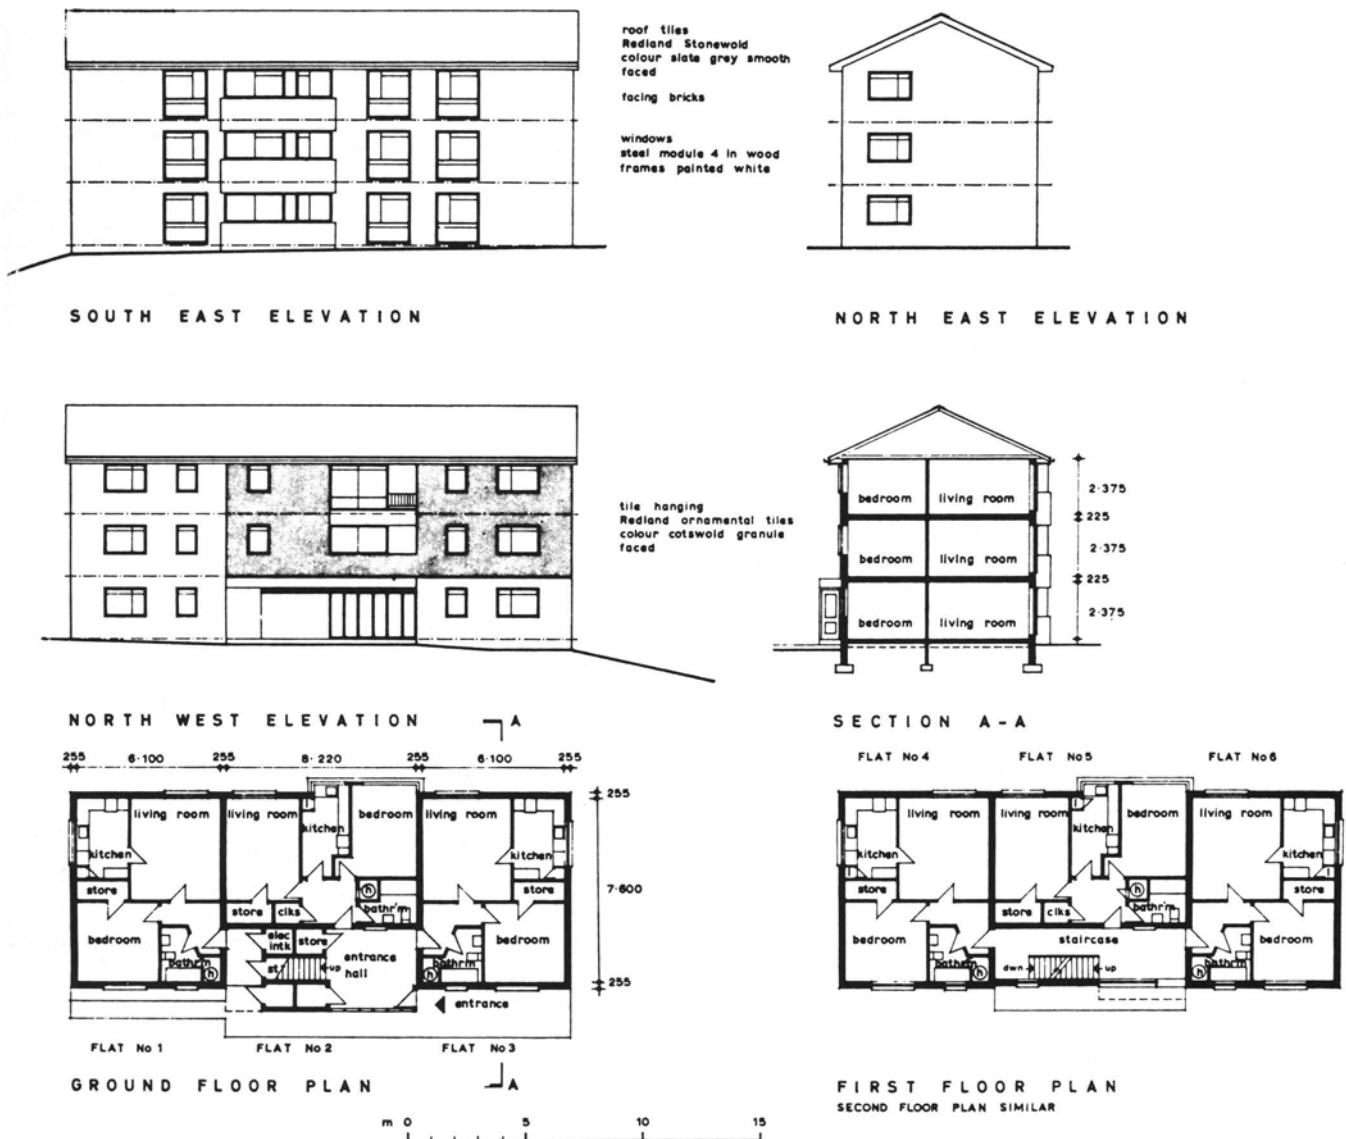 roof tiles
Redland Stonewold
colour slate grey smooth
faced
facing bricks
windows
steel module 4 in wood
frames painted white
SOUTH EAST ELEVATION
NORTH EAST ELEVATION
tile hanging
Redland ornamental tiles
colour cotswold granule
faced
bedroom living room
bedroom living room
bedroom living room
2·375
225
2·375
225
2·375
NORTH WEST ELEVATION
A
SECTION A-A
255 6·100 255 8·220 255 6·100 255
living room living room kitchen bedroom living room
kitchen kitchen
store store
h
store clks bath'm
bedroom elec intk store entrance hall bedroom
bath'm h st up h bath'm
entrance
255
7·600
255
FLAT No 1 FLAT No 2 FLAT No 3
GROUND FLOOR PLAN
A
FLAT No 4 FLAT No 5 FLAT No 6
living room living room kitchen bedroom living room
kitchen kitchen
store store
h
store clks bath'm
bedroom staircase bedroom
bath'm h dwn up h bath'm
FIRST FLOOR PLAN
SECOND FLOOR PLAN SIMILAR
m 0 5 10 15